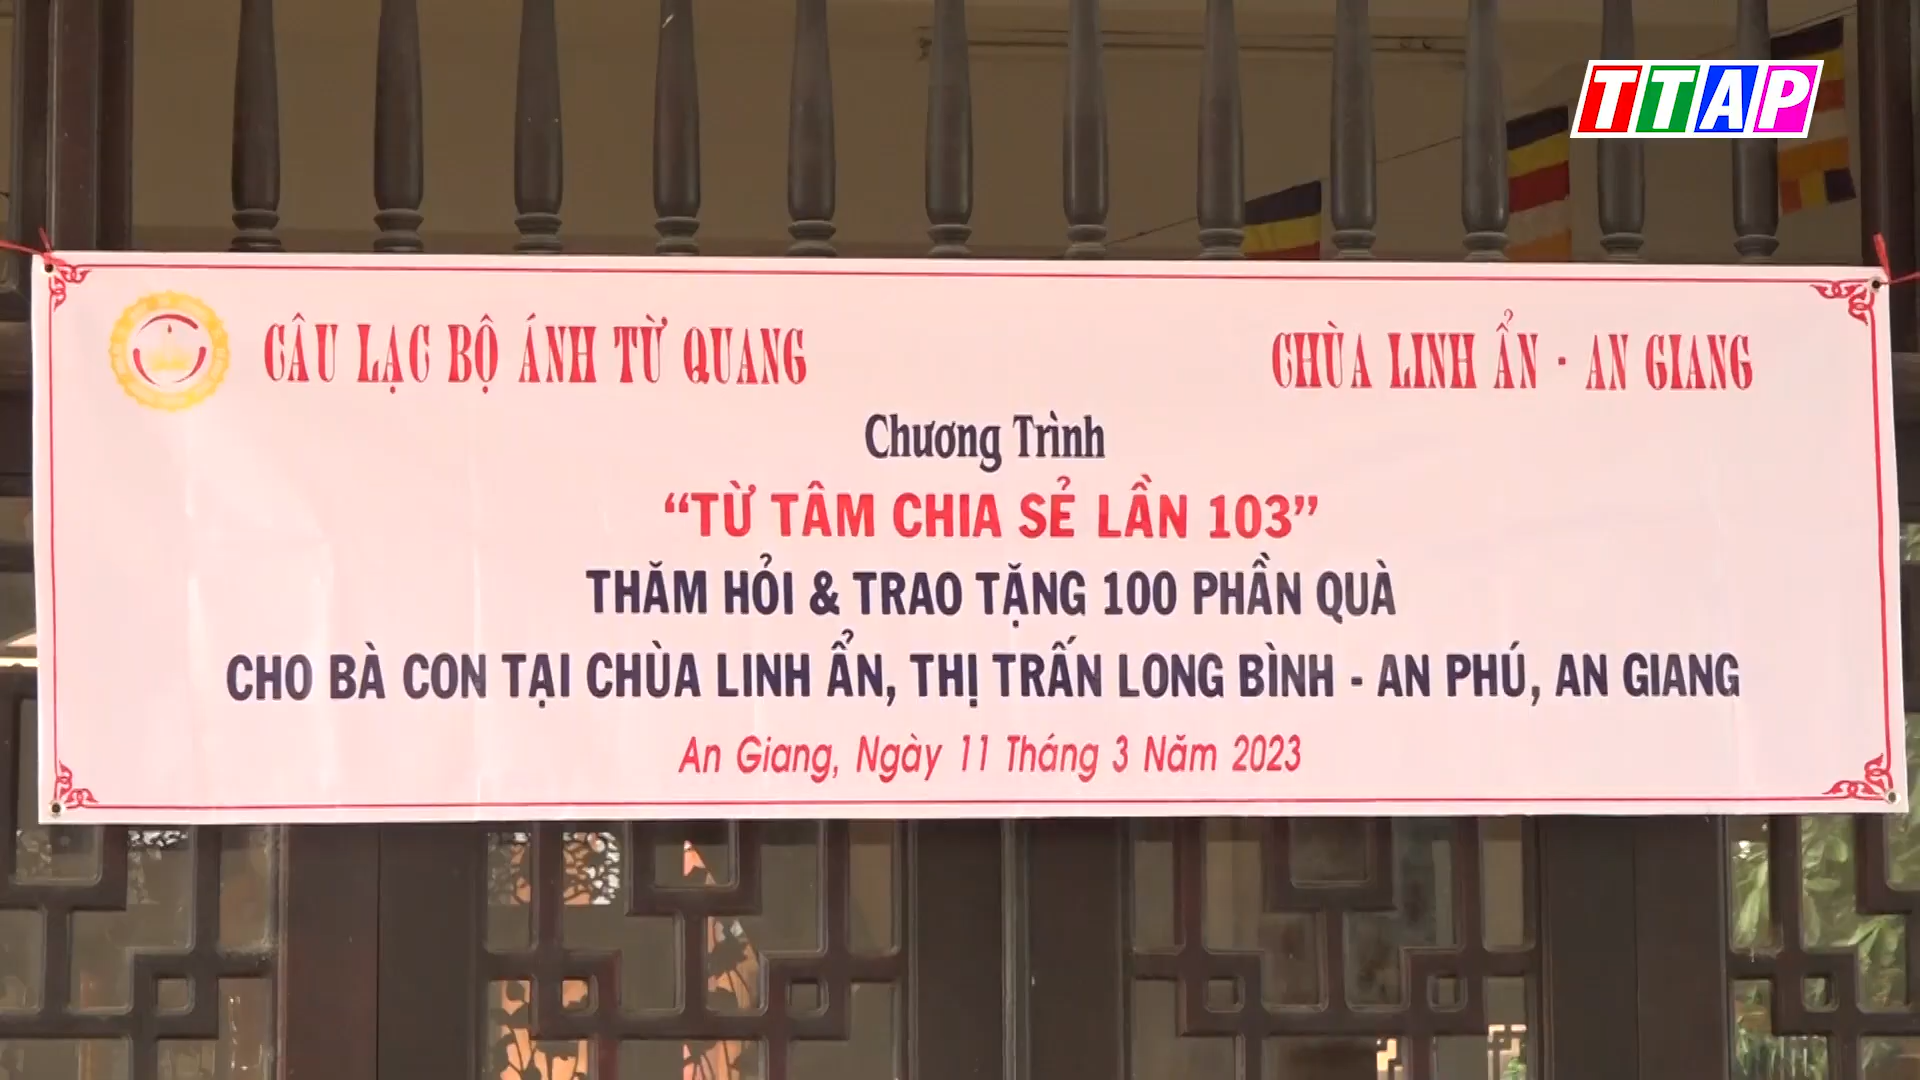 TTAP
CÂU LẠC BỘ ÁNH TỪ QUANG
CHÙA LINH ẨN - AN GIANG
Chương Trình
“TỪ TÂM CHIA SẺ LẦN 103”
THĂM HỎI & TRAO TẶNG 100 PHẦN QUÀ
CHO BÀ CON TẠI CHÙA LINH ẨN, THỊ TRẤN LONG BÌNH - AN PHÚ, AN GIANG
An Giang, Ngày 11 Tháng 3 Năm 2023